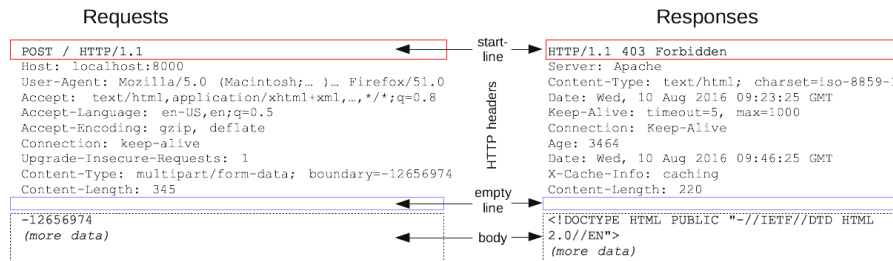 Requests
Responses
POST / HTTP/1.1
Host: localhost:8000
User-Agent: Mozilla/5.0 (Macintosh;… )… Firefox/51.0
Accept: text/html,application/xhtml+xml,…,*/*;q=0.8
Accept-Language: en-US,en;q=0.5
Accept-Encoding: gzip, deflate
Connection: keep-alive
Upgrade-Insecure-Requests: 1
Content-Type: multipart/form-data; boundary=-12656974
Content-Length: 345
-12656974
(more data)
start-
line
HTTP headers
empty
line
body
HTTP/1.1 403 Forbidden
Server: Apache
Content-Type: text/html; charset=iso-8859-1
Date: Wed, 10 Aug 2016 09:23:25 GMT
Keep-Alive: timeout=5, max=1000
Connection: Keep-Alive
Age: 3464
Date: Wed, 10 Aug 2016 09:46:25 GMT
X-Cache-Info: caching
Content-Length: 220
<!DOCTYPE HTML PUBLIC "-//IETF//DTD HTML
2.0//EN">
(more data)